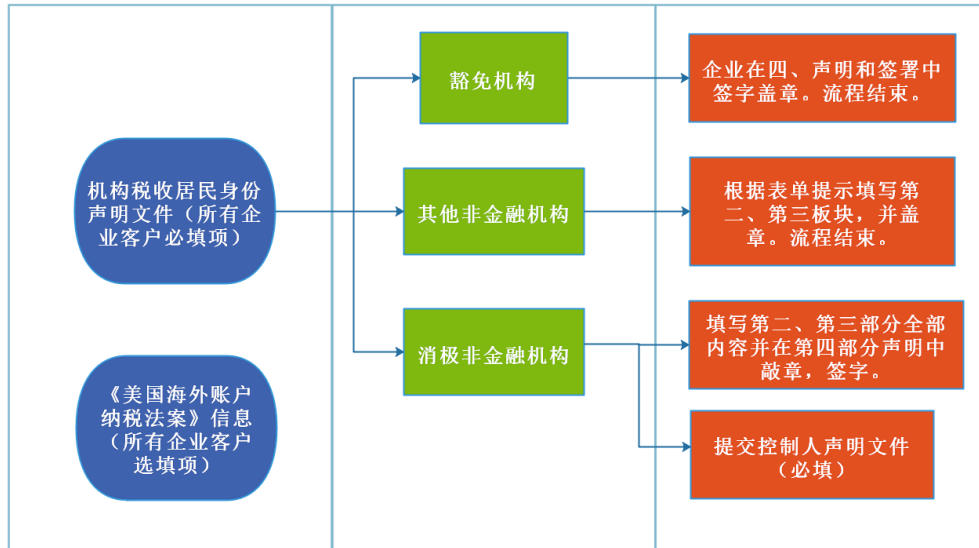 机构税收居民身份
声明文件（所有企
业客户必填项）
《美国海外账户
纳税法案》信息
（所有企业客户
选填项）
豁免机构
其他非金融机构
消极非金融机构
企业在四、声明和签署中
签字盖章。流程结束。
根据表单提示填写第
二、第三板块，并盖
章。流程结束。
填写第二、第三部分全部
内容并在第四部分声明中
敲章，签字。
提交控制人声明文件
（必填）